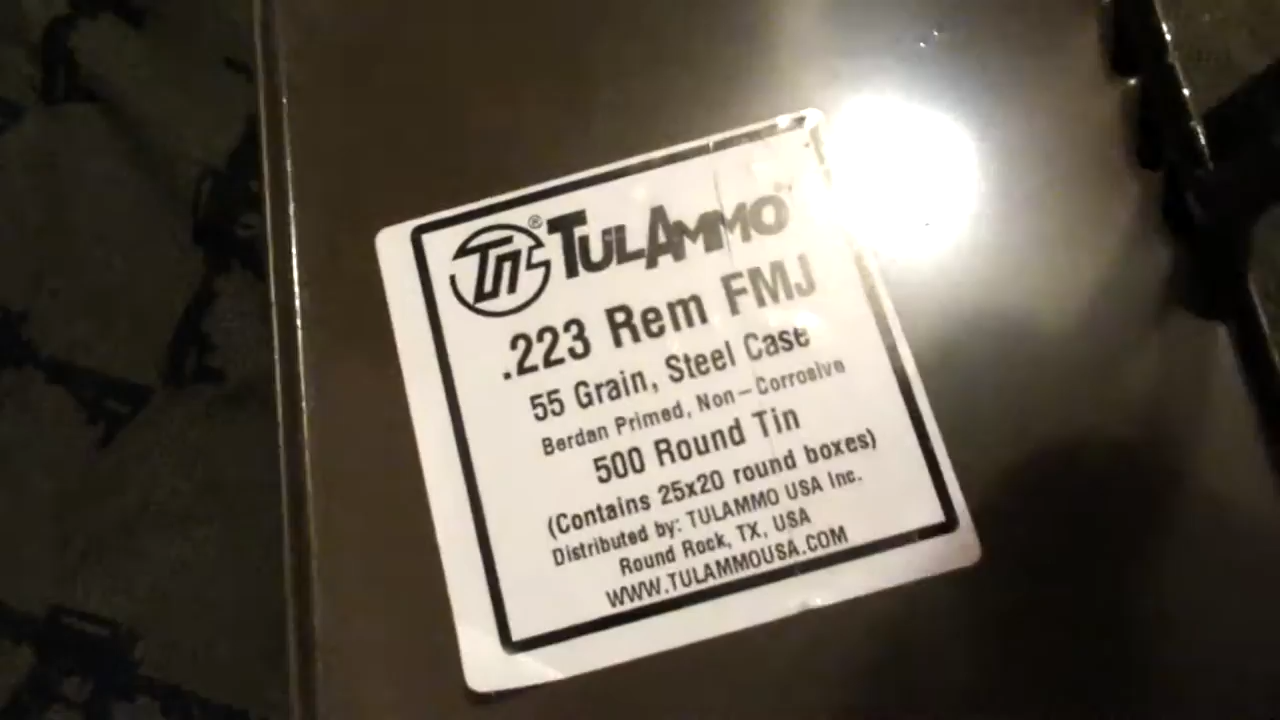 TNS® TULAMMO
.223 Rem FMJ
55 Grain, Steel Case
Berdan Primed, Non-Corrosive
500 Round Tin
(Contains 25x20 round boxes)
Distributed by: TULAMMO USA Inc.
Round Rock, TX, USA
WWW.TULAMMOUSA.COM